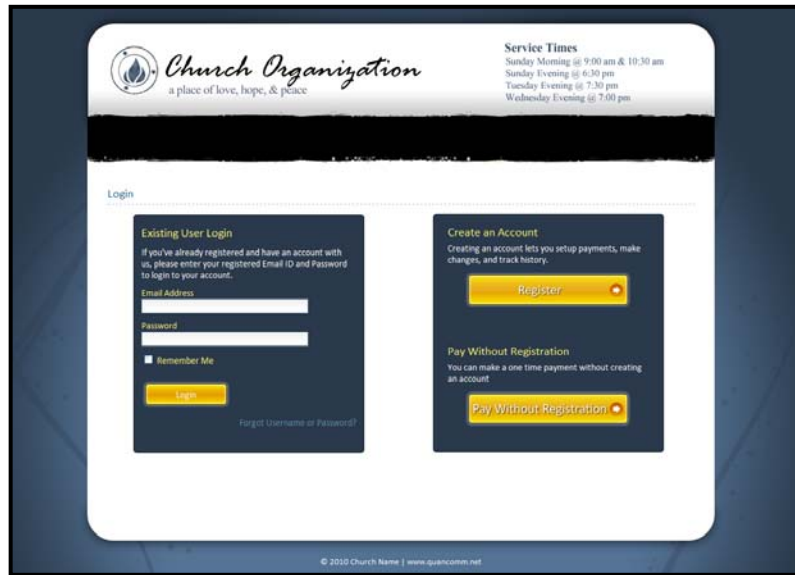 Church Organization
a place of love, hope, & peace
Service Times
Sunday Morning @ 9:00 am & 10:30 am
Sunday Evening @ 6:30 pm
Tuesday Evening @ 7:30 pm
Wednesday Evening @ 7:00 pm
Login
Existing User Login
If you've already registered and have an account with
us, please enter your registered Email ID and Password
to login to your account.
Email Address
Password
Remember Me
Login
Forgot Username or Password?
Create an Account
Creating an account lets you setup payments, make
changes, and track history.
Register
Pay Without Registration
You can make a one time payment without creating
an account
Pay Without Registration
© 2010 Church Name | www.quancomm.net